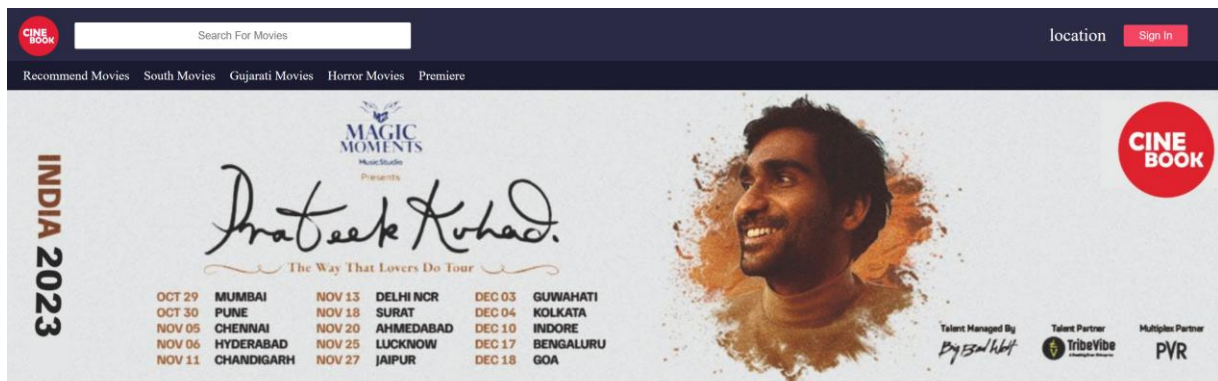 CINE
BOOK
Search For Movies
location
Sign In
Recommend Movies South Movies Gujarati Movies Horror Movies Premiere
INDIA 2023
MAGIC
MOMENTS
MusicStudio
Presents
Prateek Kuhad.
The Way That Lovers Do Tour
OCT 29 MUMBAI
OCT 30 PUNE
NOV 05 CHENNAI
NOV 06 HYDERABAD
NOV 11 CHANDIGARH
NOV 13 DELHI NCR
NOV 18 SURAT
NOV 20 AHMEDABAD
NOV 25 LUCKNOW
NOV 27 JAIPUR
DEC 03 GUWAHATI
DEC 04 KOLKATA
DEC 10 INDORE
DEC 17 BENGALURU
DEC 18 GOA
CINE
BOOK
Talent Managed By
Big Bad Wolf
Talent Partner
TribeVibe
Multiplex Partner
PVR